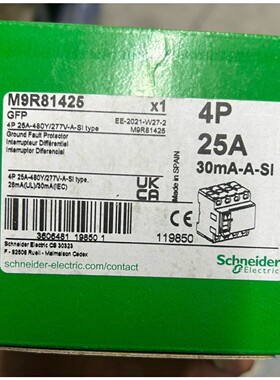 M9R81425 x1
GFP
4P 25A-480Y/277V-A-SI type
EE-2021-W27-2
M9R81425
Ground Fault Protector
Interrupteur Différentiel
Interruptor Diferencial
4P 25A-480Y/277V-A-SI type,
25mA(UL)/30mA(IEC)
UK
CA
Made in SPAIN
4P
25A
30mA-A-SI
Schneider Electric CS 30323
F - 92506 Rueil - Malmaison Cedex
schneider-electric.com/contact
3606481 19850 1
119850
Schneider
Electric